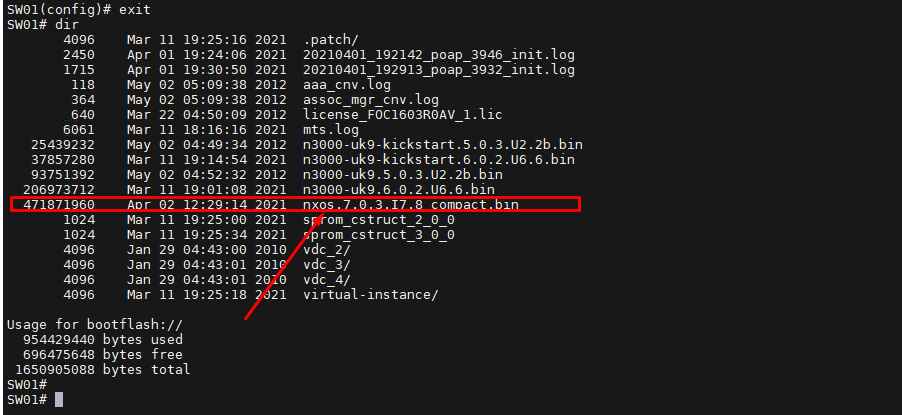 SW01(config)# exit
SW01# dir
4096 Mar 11 19:25:16 2021 .patch/
2450 Apr 01 19:24:06 2021 20210401_192142_poap_3946_init.log
1715 Apr 01 19:30:50 2021 20210401_192913_poap_3932_init.log
118 May 02 05:09:38 2012 aaa_cnv.log
364 May 02 05:09:38 2012 assoc_mgr_cnv.log
640 Mar 22 04:50:09 2012 license_FOC1603R0AV_1.lic
6061 Mar 11 18:16:16 2021 mts.log
25439232 May 02 04:49:34 2012 n3000-uk9-kickstart.5.0.3.U2.2b.bin
37857280 Mar 11 19:14:54 2021 n3000-uk9-kickstart.6.0.2.U6.6.bin
93751392 May 02 04:52:32 2012 n3000-uk9.5.0.3.U2.2b.bin
206973712 Mar 11 19:01:08 2021 n3000-uk9.6.0.2.U6.6.bin
471871960 Apr 02 12:29:14 2021 nxos.7.0.3.I7.8_compact.bin
1024 Mar 11 19:25:00 2021 sprom_cstruct_2_0_0
1024 Mar 11 19:25:34 2021 sprom_cstruct_3_0_0
4096 Jan 29 04:43:00 2010 vdc_2/
4096 Jan 29 04:43:01 2010 vdc_3/
4096 Jan 29 04:43:01 2010 vdc_4/
4096 Mar 11 19:25:18 2021 virtual-instance/
Usage for bootflash://
954429440 bytes used
696475648 bytes free
1650905088 bytes total
SW01#
SW01#